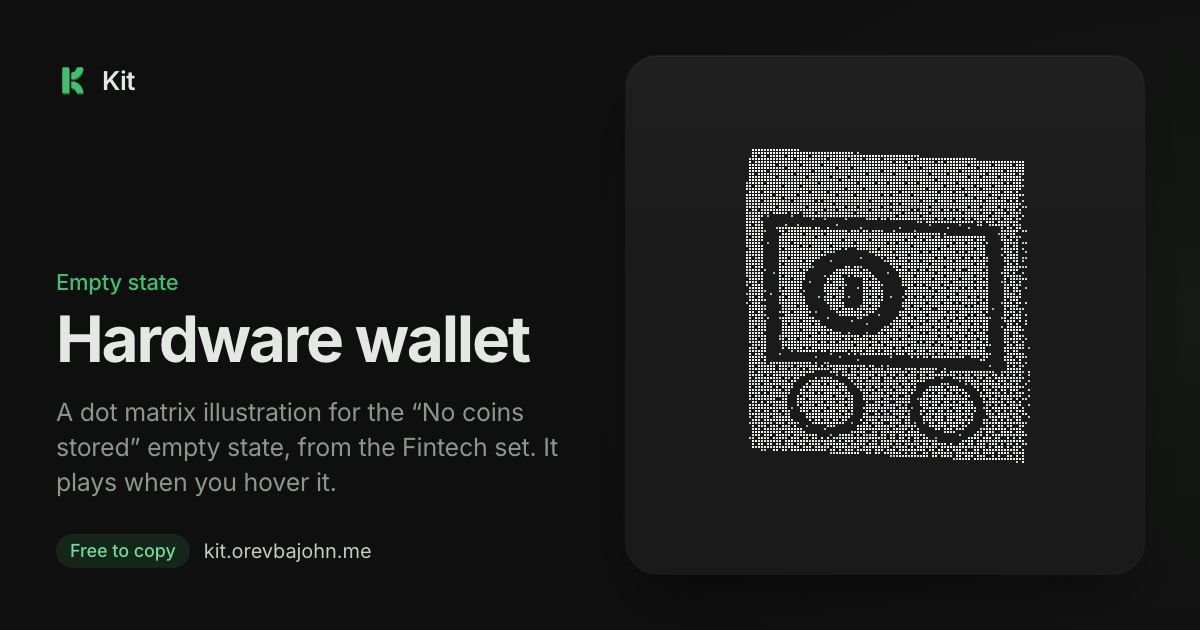 Kit
Empty state
Hardware wallet
A dot matrix illustration for the “No coins
stored” empty state, from the Fintech set. It
plays when you hover it.
Free to copy
kit.orevbajohn.me